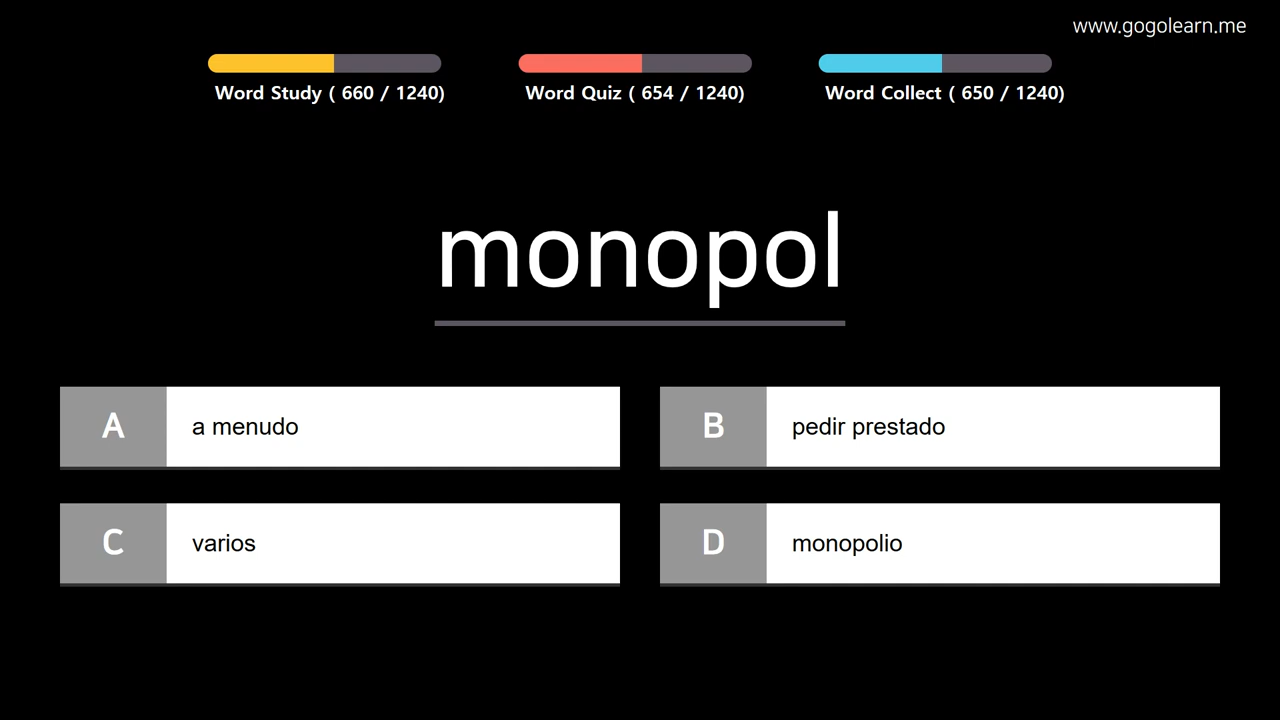 www.gogolearn.me
Word Study ( 660 / 1240)
Word Quiz ( 654 / 1240)
Word Collect ( 650 / 1240)
monopol
A
a menudo
B
pedir prestado
C
varios
D
monopolio